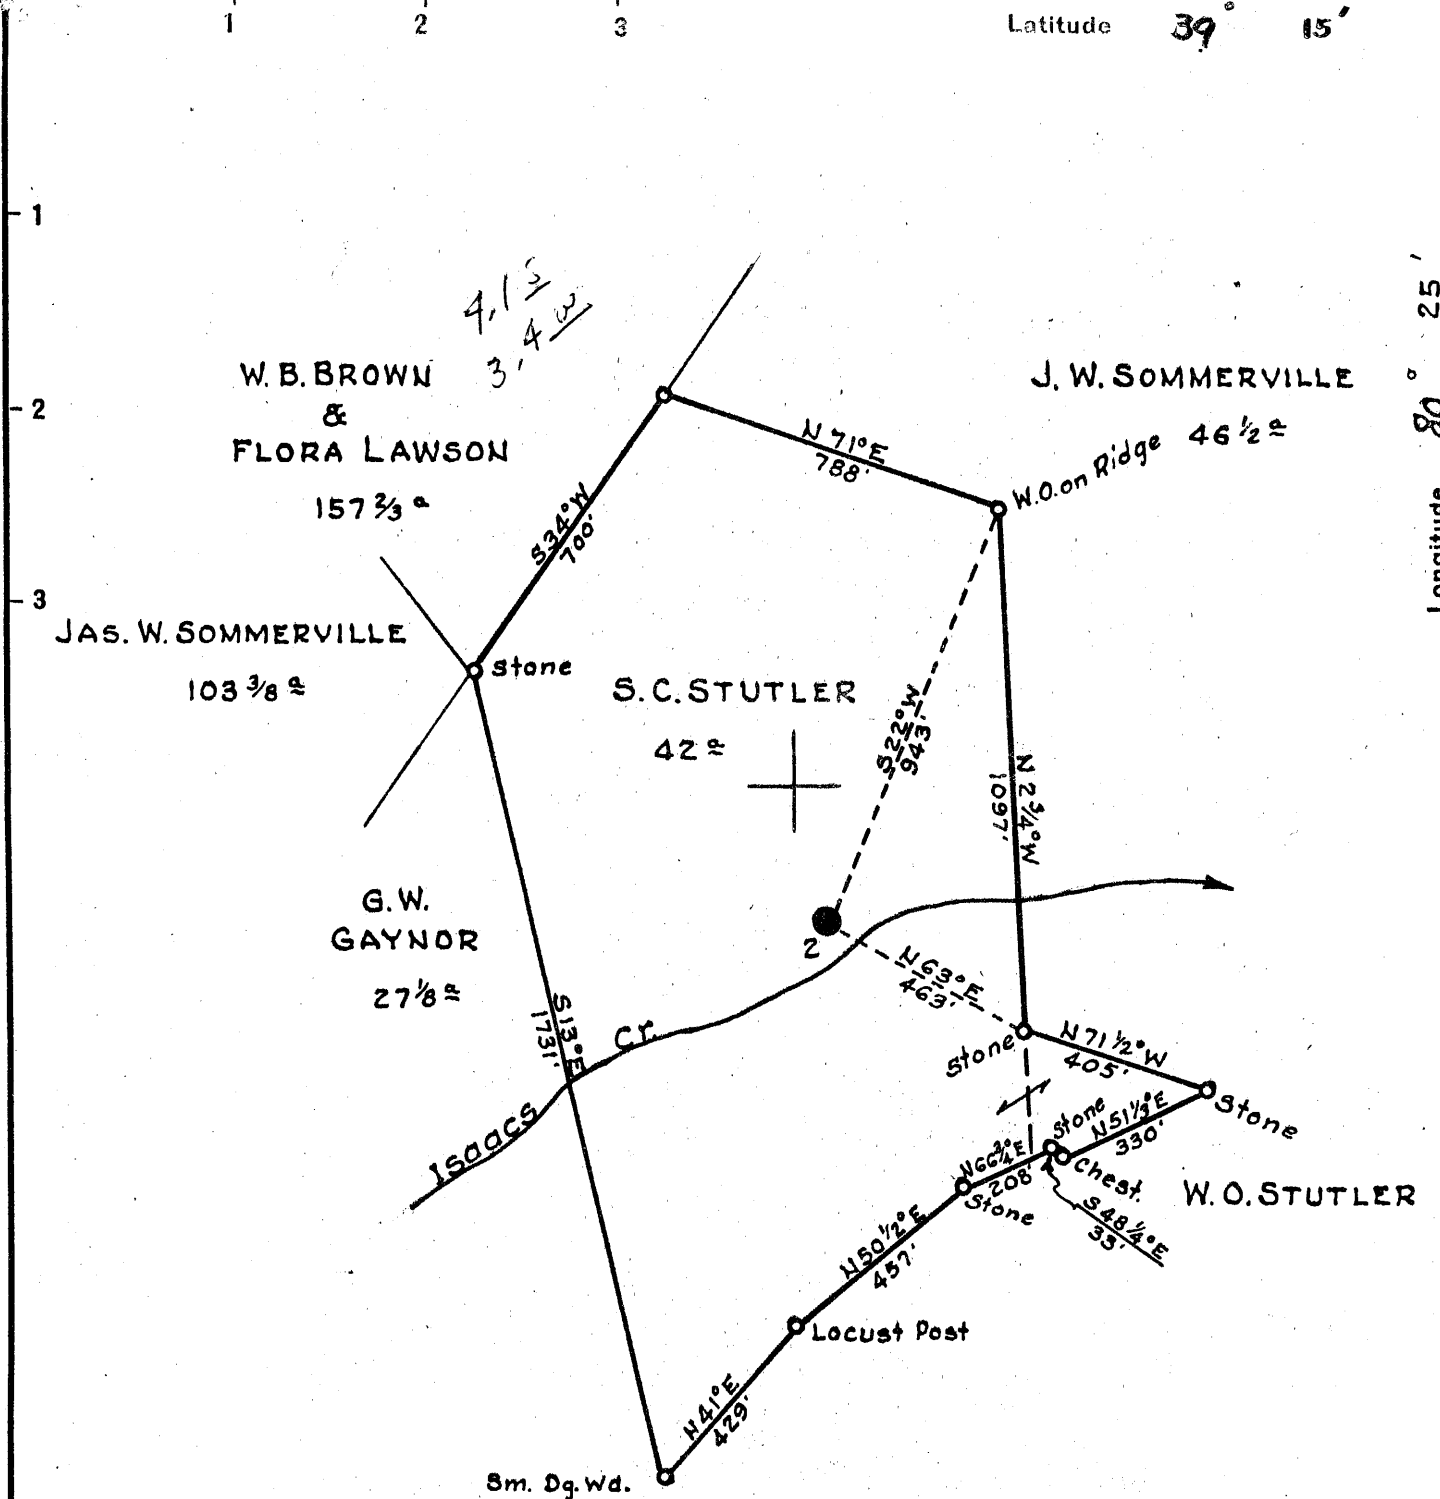 1 2 3
Latitude 39° 15'
1
2
3
4.1 S
3.4 W
W. B. BROWN
&
FLORA LAWSON
157 2/3 a
J. W. SOMMERVILLE
46 1/2 a
Longitude 80° 25'
N 71° E
788'
W.O. on Ridge
S 34° W
700'
JAS. W. SOMMERVILLE
103 3/8 a
Stone
S. C. STUTLER
42 a
S 22° W
943'
N 2 3/4° W
1097'
G. W.
GAYNOR
27 1/8 a
2
N 63° E
463'
S 13° E
1731'
Isaacs Cr.
Stone
N 71 1/2° W
405'
Stone
Stone
N 51 1/3° E
330'
Chest.
N 66 3/4° E
208'
Stone
S 48 1/4° E
33'
W. O. STUTLER
N 50 1/2° E
457'
Locust Post
N 41° E
429'
Sm. Dg. Wd.